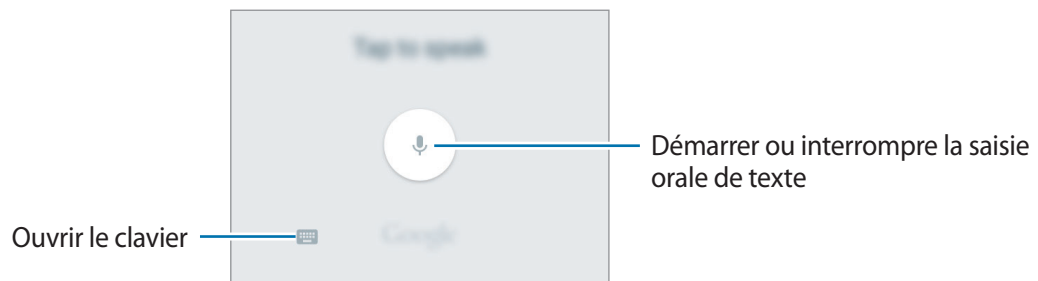 Tap to speak
Démarrer ou interrompre la saisie
orale de texte
Ouvrir le clavier
Google